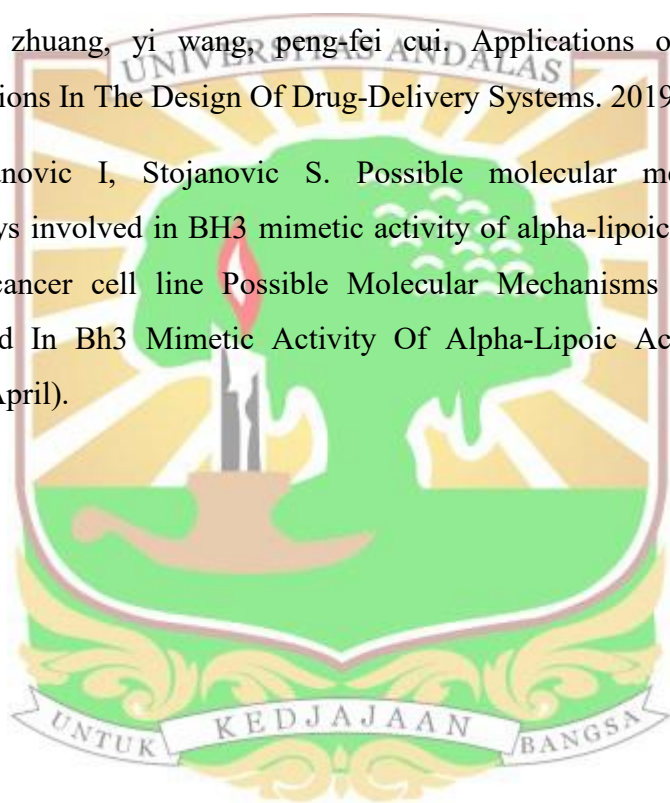 zhuang, yi wang, peng-fei cui. Applications o
UNIVERSITAS ANDALAS
ions In The Design Of Drug-Delivery Systems. 2019
novic I, Stojanovic S. Possible molecular m
ys involved in BH3 mimetic activity of alpha-lipoic
cancer cell line Possible Molecular Mechanisms
d In Bh3 Mimetic Activity Of Alpha-Lipoic Ac
April).
UNTUK KEDJAJAAN BANGSA